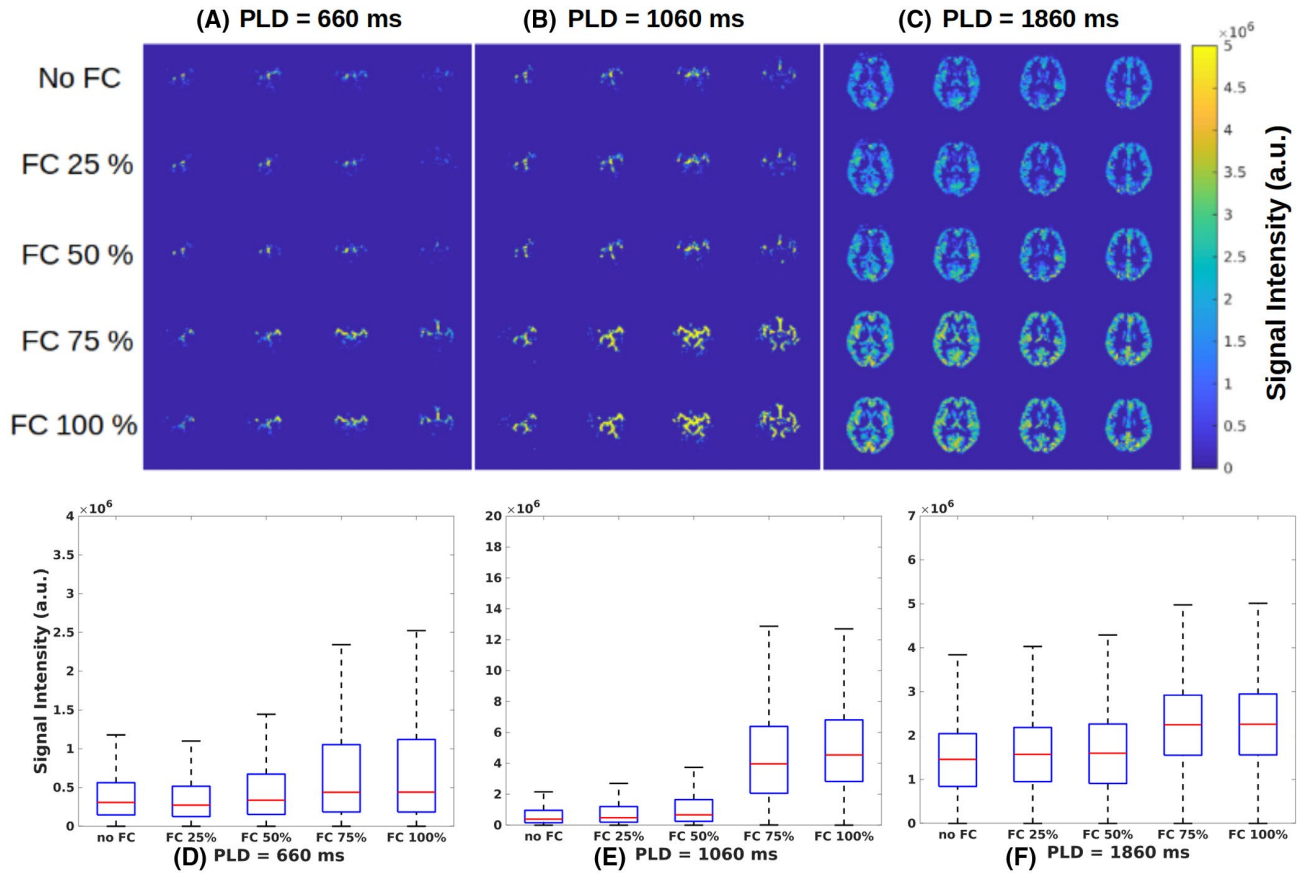 (A) PLD = 660 ms
(B) PLD = 1060 ms
(C) PLD = 1860 ms
No FC
FC 25 %
FC 50 %
FC 75 %
FC 100 %
×10⁶
5
4.5
4
3.5
3
2.5
2
1.5
1
0.5
0
Signal Intensity (a.u.)
×10⁶
4
3.5
3
2.5
2
1.5
1
0.5
0
Signal Intensity (a.u.)
no FC FC 25% FC 50% FC 75% FC 100%
(D) PLD = 660 ms
×10⁶
20
18
16
14
12
10
8
6
4
2
0
no FC FC 25% FC 50% FC 75% FC 100%
(E) PLD = 1060 ms
×10⁶
7
6
5
4
3
2
1
0
no FC FC 25% FC 50% FC 75% FC 100%
(F) PLD = 1860 ms